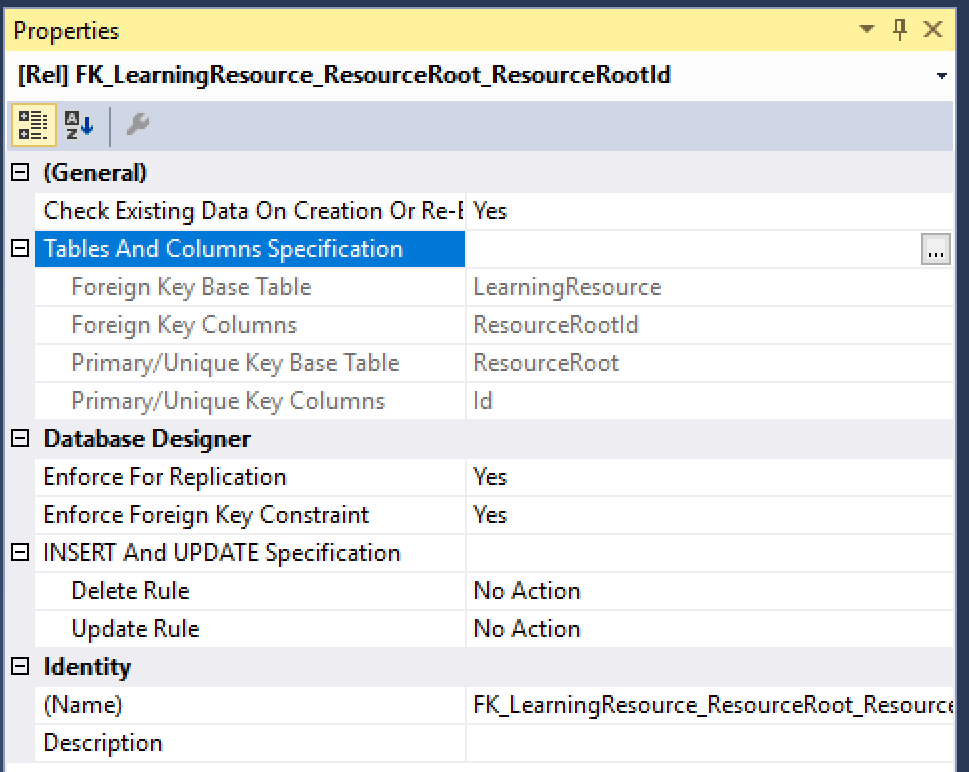 Properties
[Rel] FK_LearningResource_ResourceRoot_ResourceRootId
A
Z
(General)
Check Existing Data On Creation Or Re-E Yes
Tables And Columns Specification ...
Foreign Key Base Table LearningResource
Foreign Key Columns ResourceRootId
Primary/Unique Key Base Table ResourceRoot
Primary/Unique Key Columns Id
Database Designer
Enforce For Replication Yes
Enforce Foreign Key Constraint Yes
INSERT And UPDATE Specification
Delete Rule No Action
Update Rule No Action
Identity
(Name) FK_LearningResource_ResourceRoot_Resource
Description